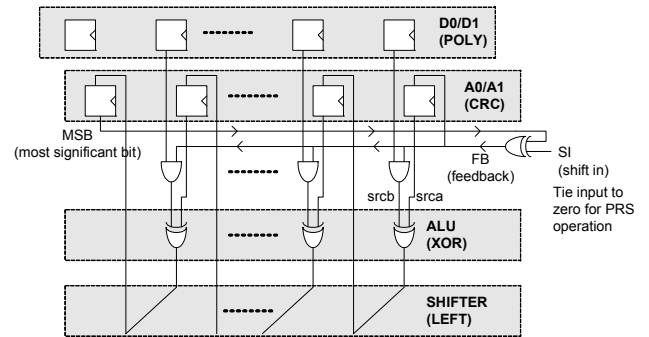 D0/D1
(POLY)
A0/A1
(CRC)
MSB
(most significant bit)
FB
(feedback)
SI
(shift in)
Tie input to
zero for PRS
operation
srcb
srca
ALU
(XOR)
SHIFTER
(LEFT)